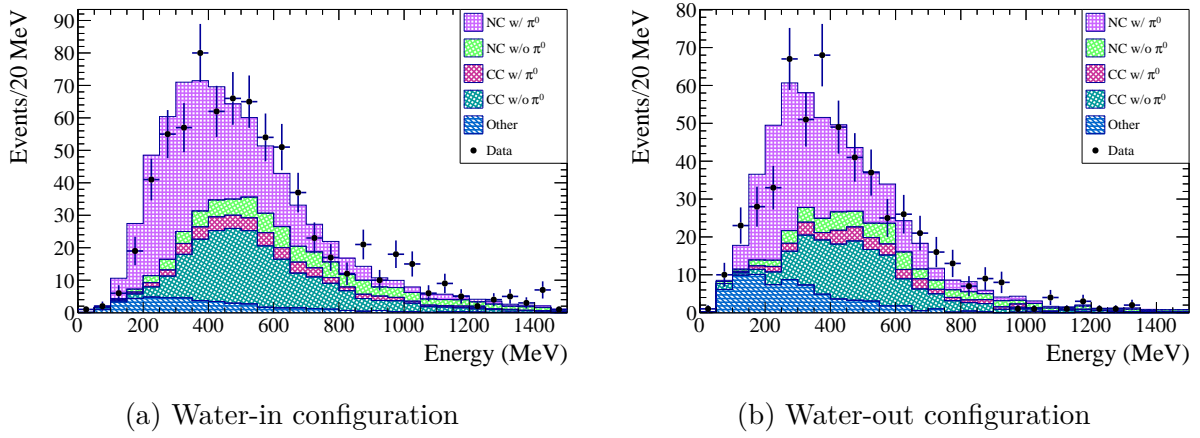 Events/20 MeV
90
80
70
60
50
40
30
20
10
0
0 200 400 600 800 1000 1200 1400
Energy (MeV)
NC w/ π⁰
NC w/o π⁰
CC w/ π⁰
CC w/o π⁰
Other
Data
(a) Water-in configuration
Events/20 MeV
80
70
60
50
40
30
20
10
0
0 200 400 600 800 1000 1200 1400
Energy (MeV)
NC w/ π⁰
NC w/o π⁰
CC w/ π⁰
CC w/o π⁰
Other
Data
(b) Water-out configuration